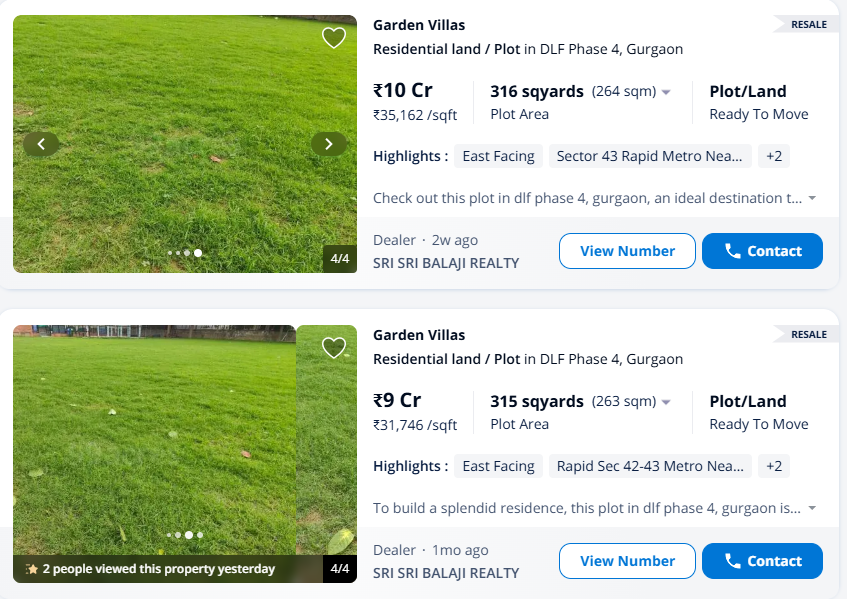 Garden Villas
RESALE
Residential land / Plot in DLF Phase 4, Gurgaon
₹10 Cr
316 sqyards (264 sqm)
Plot/Land
₹35,162 /sqft
Plot Area
Ready To Move
Highlights : East Facing Sector 43 Rapid Metro Nea... +2
Check out this plot in dlf phase 4, gurgaon, an ideal destination t...
4/4
Dealer · 2w ago
SRI SRI BALAJI REALTY
View Number
Contact
Garden Villas
RESALE
Residential land / Plot in DLF Phase 4, Gurgaon
₹9 Cr
315 sqyards (263 sqm)
Plot/Land
₹31,746 /sqft
Plot Area
Ready To Move
Highlights : East Facing Rapid Sec 42-43 Metro Nea... +2
To build a splendid residence, this plot in dlf phase 4, gurgaon is...
2 people viewed this property yesterday
4/4
Dealer · 1mo ago
SRI SRI BALAJI REALTY
View Number
Contact